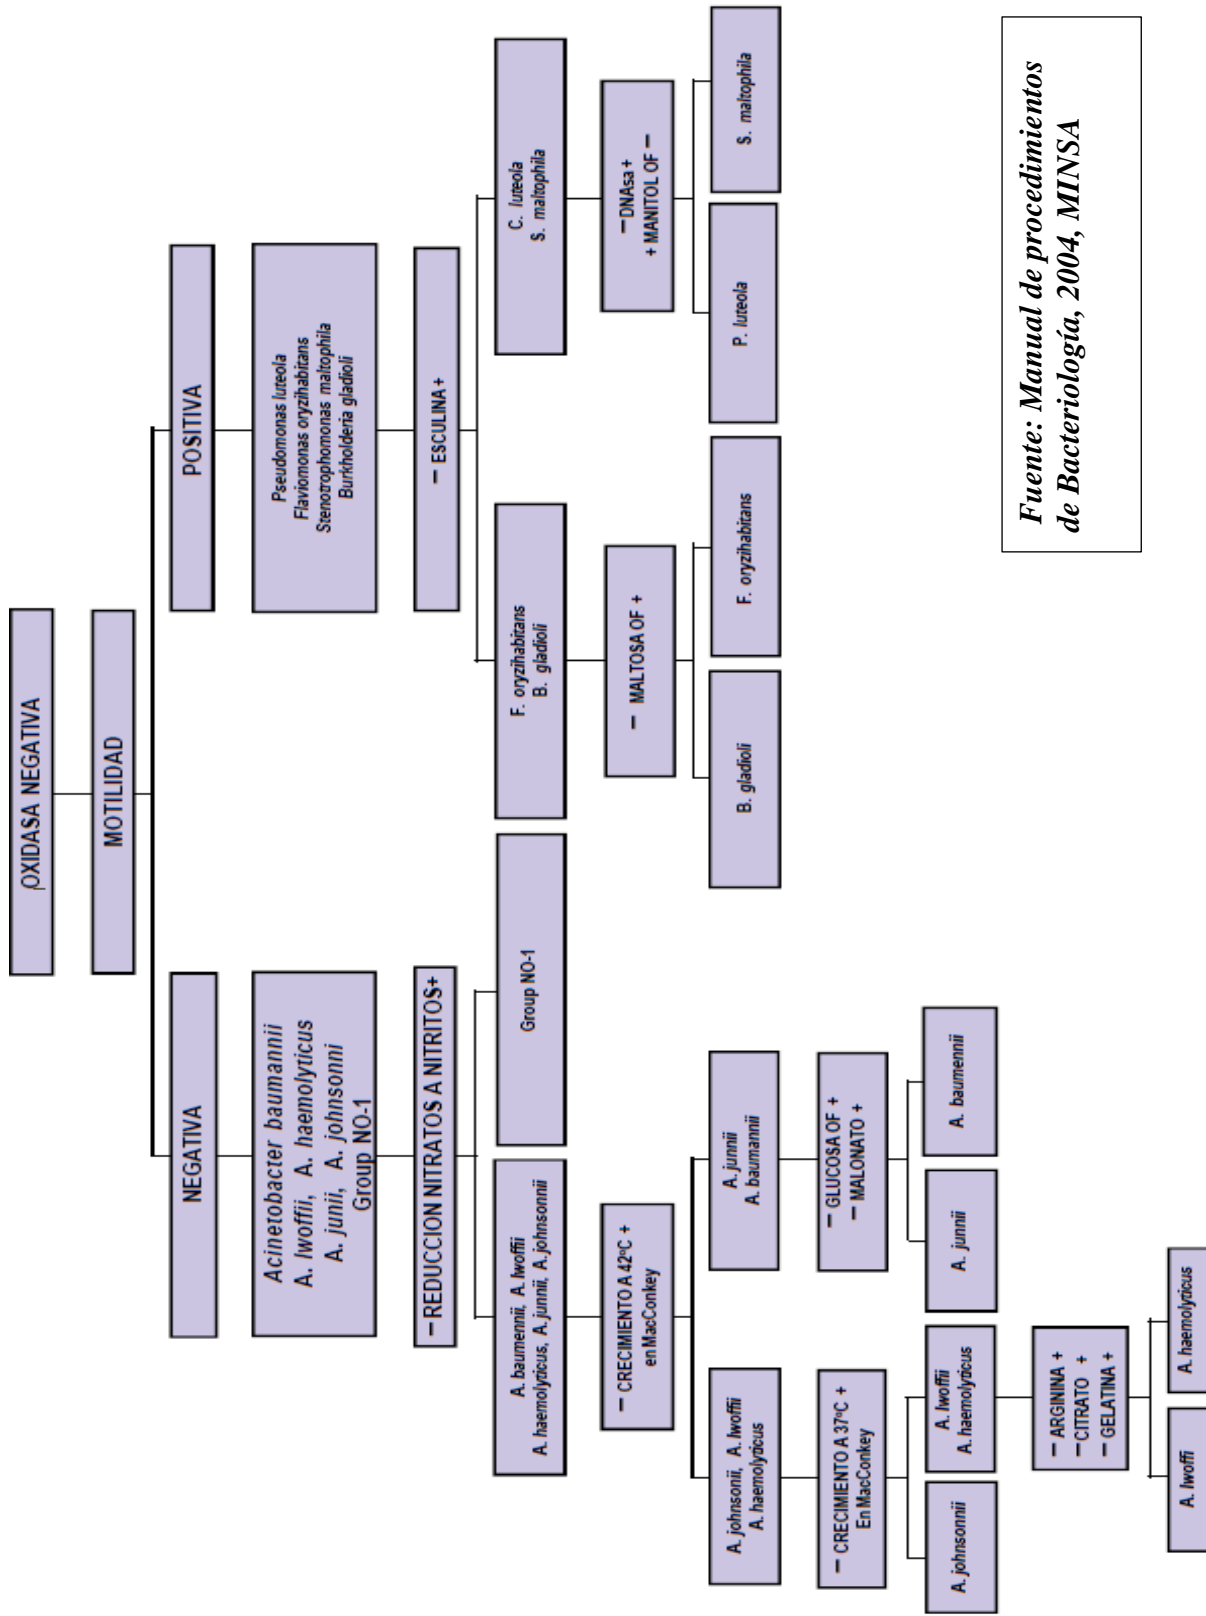 OXIDASA NEGATIVA
MOTILIDAD
NEGATIVA
POSITIVA
Acinetobacter baumannii
A. lwoffii, A. haemolyticus
A. junii, A. johnsonni
Group NO-1
Pseudomonas luteola
Flaviomonas oryzihabitans
Stenotrophomonas maltophila
Burkholderia gladioli
— REDUCCION NITRATOS A NITRITOS+
— ESCULINA +
A. baumennii, A. lwoffii
A. haemolyticus, A. junnii, A. johnsonnii
Group NO-1
F. oryzihabitans
B. gladioli
C. luteola
S. maltophila
— CRECIMIENTO A 42ºC +
en MacConkey
— MALTOSA OF +
— DNAsa +
+ MANITOL OF —
A. johnsonii, A. lwoffii
A. haemolyticus
A. junnii
A. baumannii
B. gladioli
F. oryzihabitans
P. luteola
S. maltophila
— CRECIMIENTO A 37ºC +
En MacConkey
— GLUCOSA OF +
— MALONATO +
A. johnsonnii
A. lwoffii
A. haemolyticus
A. junnii
A. baumennii
— ARGININA +
— CITRATO +
— GELATINA +
A. lwoffi
A. haemolyticus
Fuente: Manual de procedimientos
de Bacteriología, 2004, MINSA